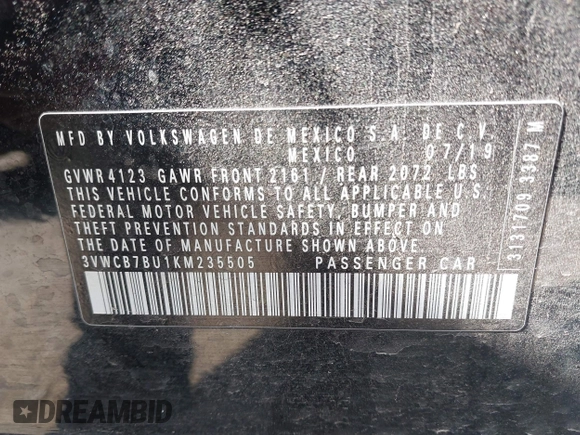 MFD BY VOLKSWAGEN DE MEXICO S.A. DE C.V.
MEXICO 07/19
GVWR 4123 GAWR FRONT 2161 / REAR 2072 LBS
THIS VEHICLE CONFORMS TO ALL APPLICABLE U.S.
FEDERAL MOTOR VEHICLE SAFETY, BUMPER AND
THEFT PREVENTION STANDARDS IN EFFECT ON
THE DATE OF MANUFACTURE SHOWN ABOVE.
3VWCB7BU1KM235505 PASSENGER CAR
3131709 3387 M
DREAMBID